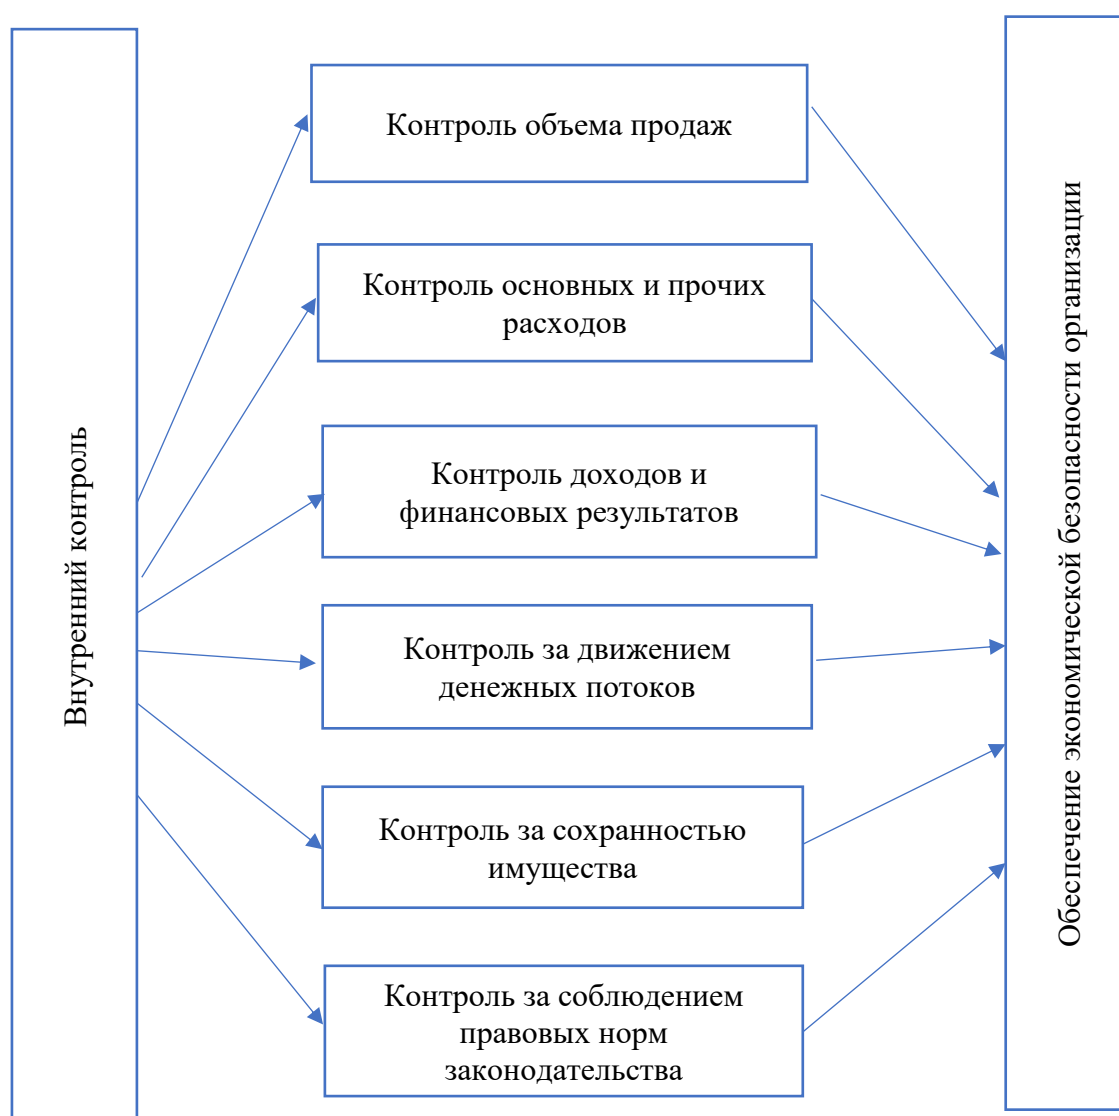 Внутренний контроль
Контроль объема продаж
Контроль основных и прочих
расходов
Контроль доходов и
финансовых результатов
Контроль за движением
денежных потоков
Контроль за сохранностью
имущества
Контроль за соблюдением
правовых норм
законодательства
Обеспечение экономической безопасности организации